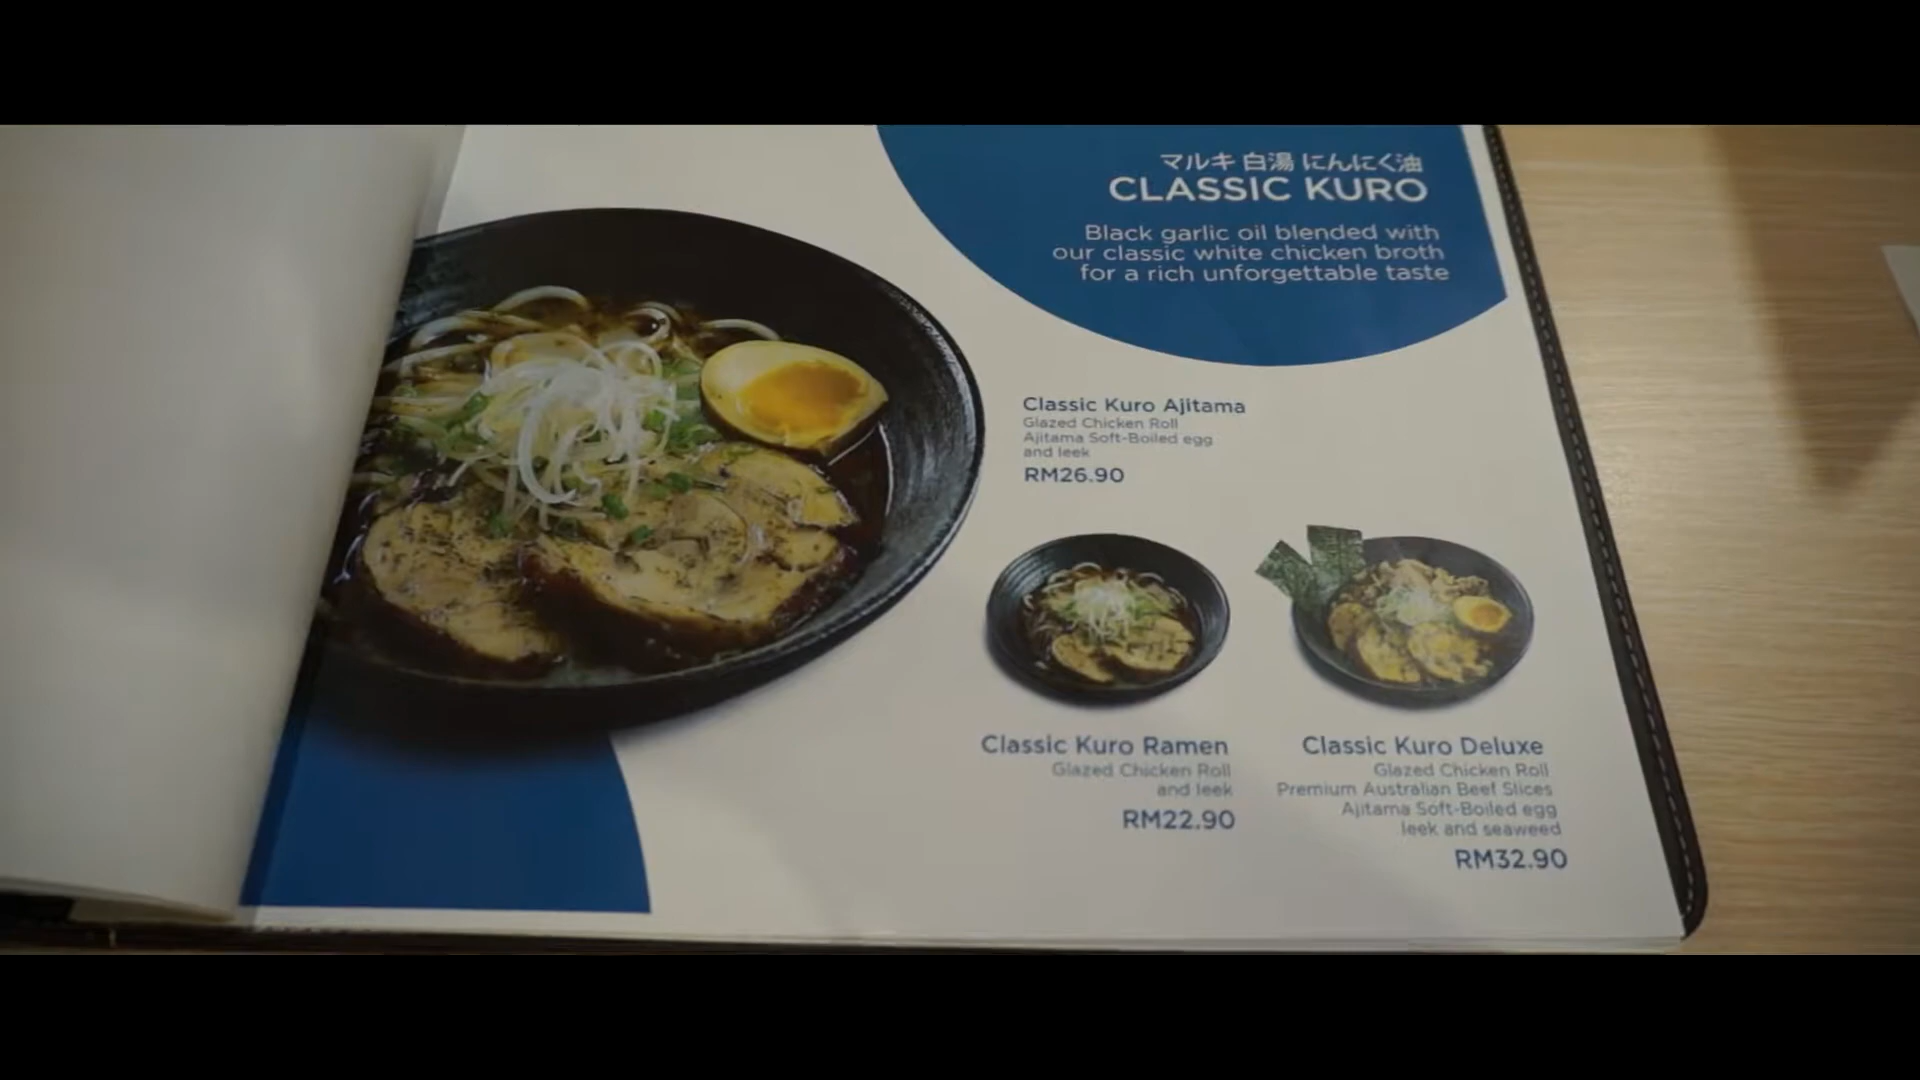 マルキ 白湯 にんにく油
CLASSIC KURO
Black garlic oil blended with
our classic white chicken broth
for a rich unforgettable taste
Classic Kuro Ajitama
Glazed Chicken Roll
Ajitama Soft-Boiled egg
and leek
RM26.90
Classic Kuro Ramen
Glazed Chicken Roll
and leek
RM22.90
Classic Kuro Deluxe
Glazed Chicken Roll
Premium Australian Beef Slices
Ajitama Soft-Boiled egg
leek and seaweed
RM32.90